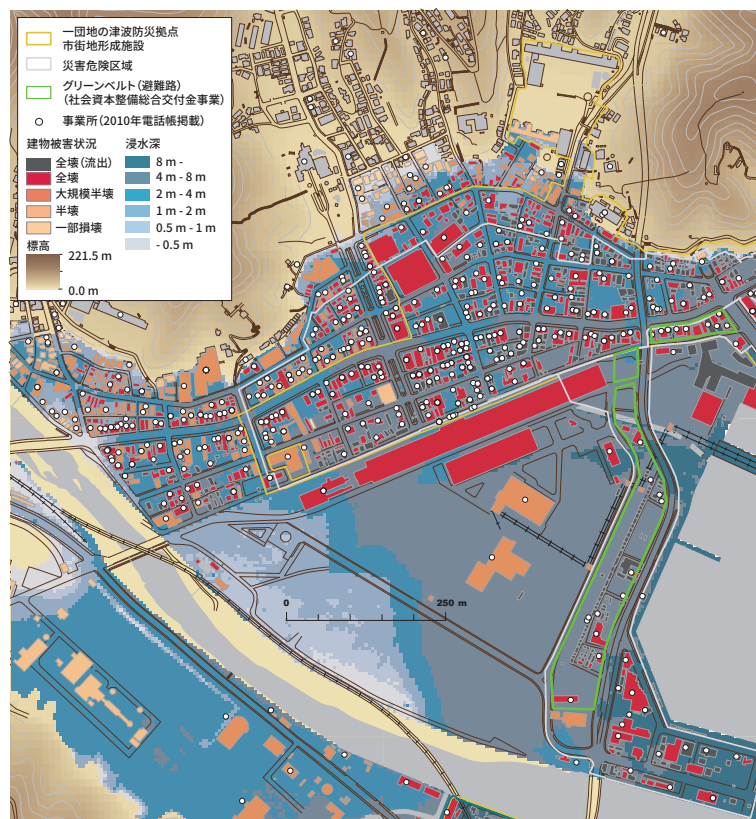 一団地の津波防災拠点
市街地形成施設
災害危険区域
グリーンベルト(避難路)
(社会資本整備総合交付金事業)
事業所(2010年電話帳掲載)
建物被害状況
全壊(流出)
全壊
大規模半壊
半壊
一部損壊
浸水深
8 m -
4 m - 8 m
2 m - 4 m
1 m - 2 m
0.5 m - 1 m
- 0.5 m
標高
221.5 m
0.0 m
0
250 m